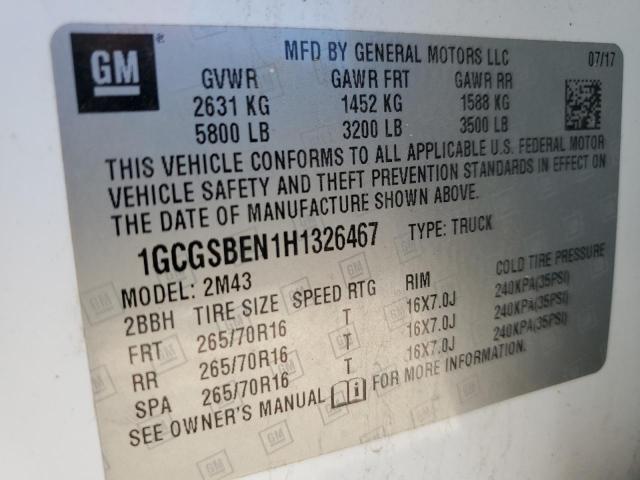 GM
MFD BY GENERAL MOTORS LLC 07/17
GVWR GAWR FRT GAWR RR
2631 KG 1452 KG 1588 KG
5800 LB 3200 LB 3500 LB
THIS VEHICLE CONFORMS TO ALL APPLICABLE U.S. FEDERAL MOTOR
VEHICLE SAFETY AND THEFT PREVENTION STANDARDS IN EFFECT ON
THE DATE OF MANUFACTURE SHOWN ABOVE.
1GCGSBEN1H1326467 TYPE: TRUCK
MODEL: 2M43
2BBH TIRE SIZE SPEED RTG RIM COLD TIRE PRESSURE
FRT 265/70R16 T 16X7.0J 240KPA(35PSI)
RR 265/70R16 T 16X7.0J 240KPA(35PSI)
SPA 265/70R16 T 16X7.0J 240KPA(35PSI)
SEE OWNER'S MANUAL FOR MORE INFORMATION.